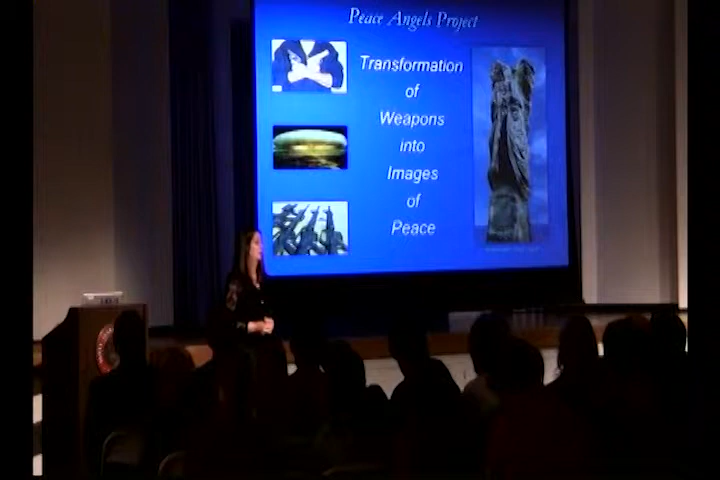 Peace Angels Project
Transformation
of
Weapons
into
Images
of
Peace